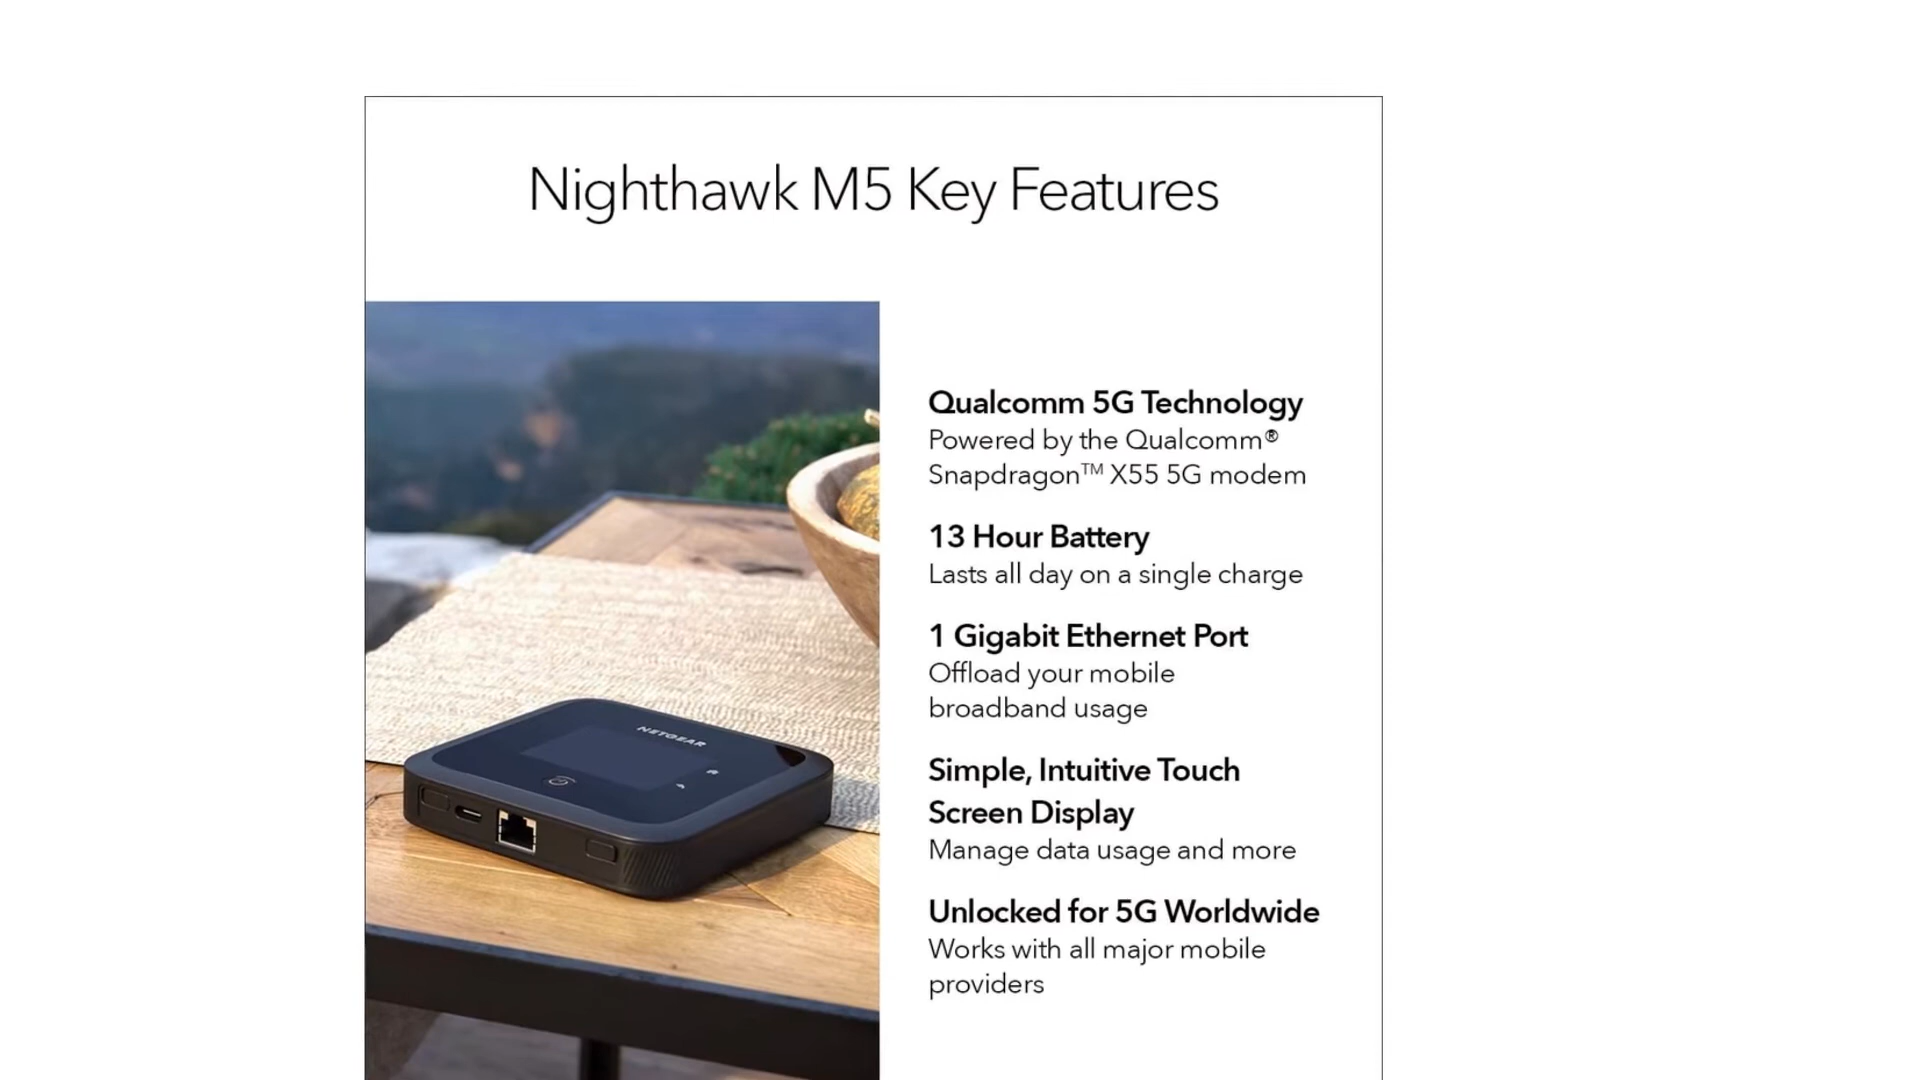 Nighthawk M5 Key Features
Qualcomm 5G Technology
Powered by the Qualcomm®
Snapdragon™ X55 5G modem
13 Hour Battery
Lasts all day on a single charge
1 Gigabit Ethernet Port
Offload your mobile
broadband usage
Simple, Intuitive Touch
Screen Display
Manage data usage and more
Unlocked for 5G Worldwide
Works with all major mobile
providers
NETGEAR